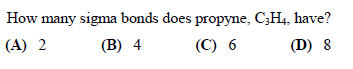 How many sigma bonds does propyne, C₃H₄, have?
(A) 2 (B) 4 (C) 6 (D) 8